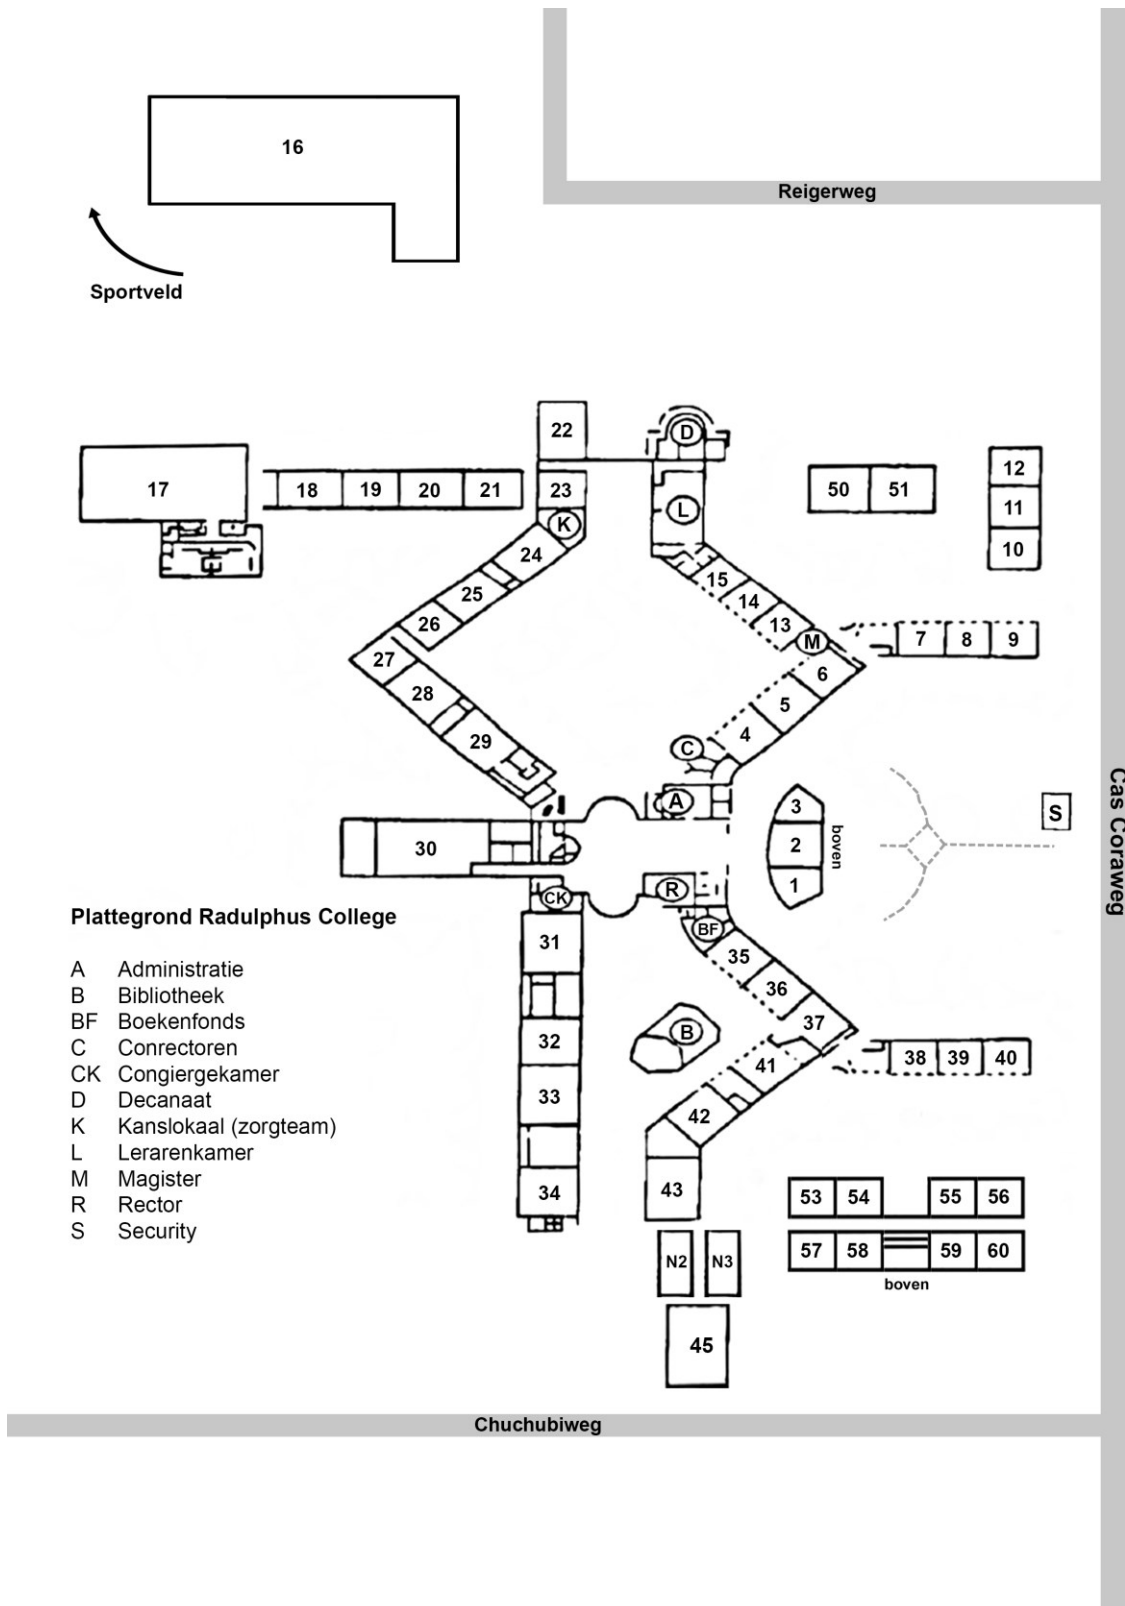 Reigerweg
16
Sportveld
22
D
17
18
19
20
21
23
K
L
50
51
12
11
10
24
25
26
27
28
29
15
14
13
M
7
8
9
6
5
4
C
A
3
2
1
boven
S
Cas Coraweg
30
R
CK
BF
Plattegrond Radulphus College
A Administratie
B Bibliotheek
BF Boekenfonds
C Conrectoren
CK Congiergekamer
D Decanaat
K Kanslokaal (zorgteam)
L Lerarenkamer
M Magister
R Rector
S Security
31
32
33
34
35
36
37
B
38
39
40
41
42
43
53
54
55
56
57
58
59
60
boven
N2
N3
45
Chuchubiweg